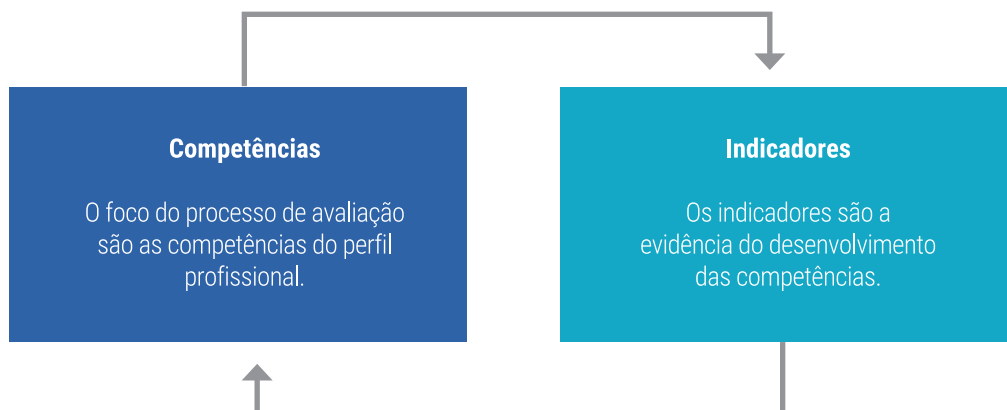 Competências
O foco do processo de avaliação
são as competências do perfil
profissional.
Indicadores
Os indicadores são a
evidência do desenvolvimento
das competências.